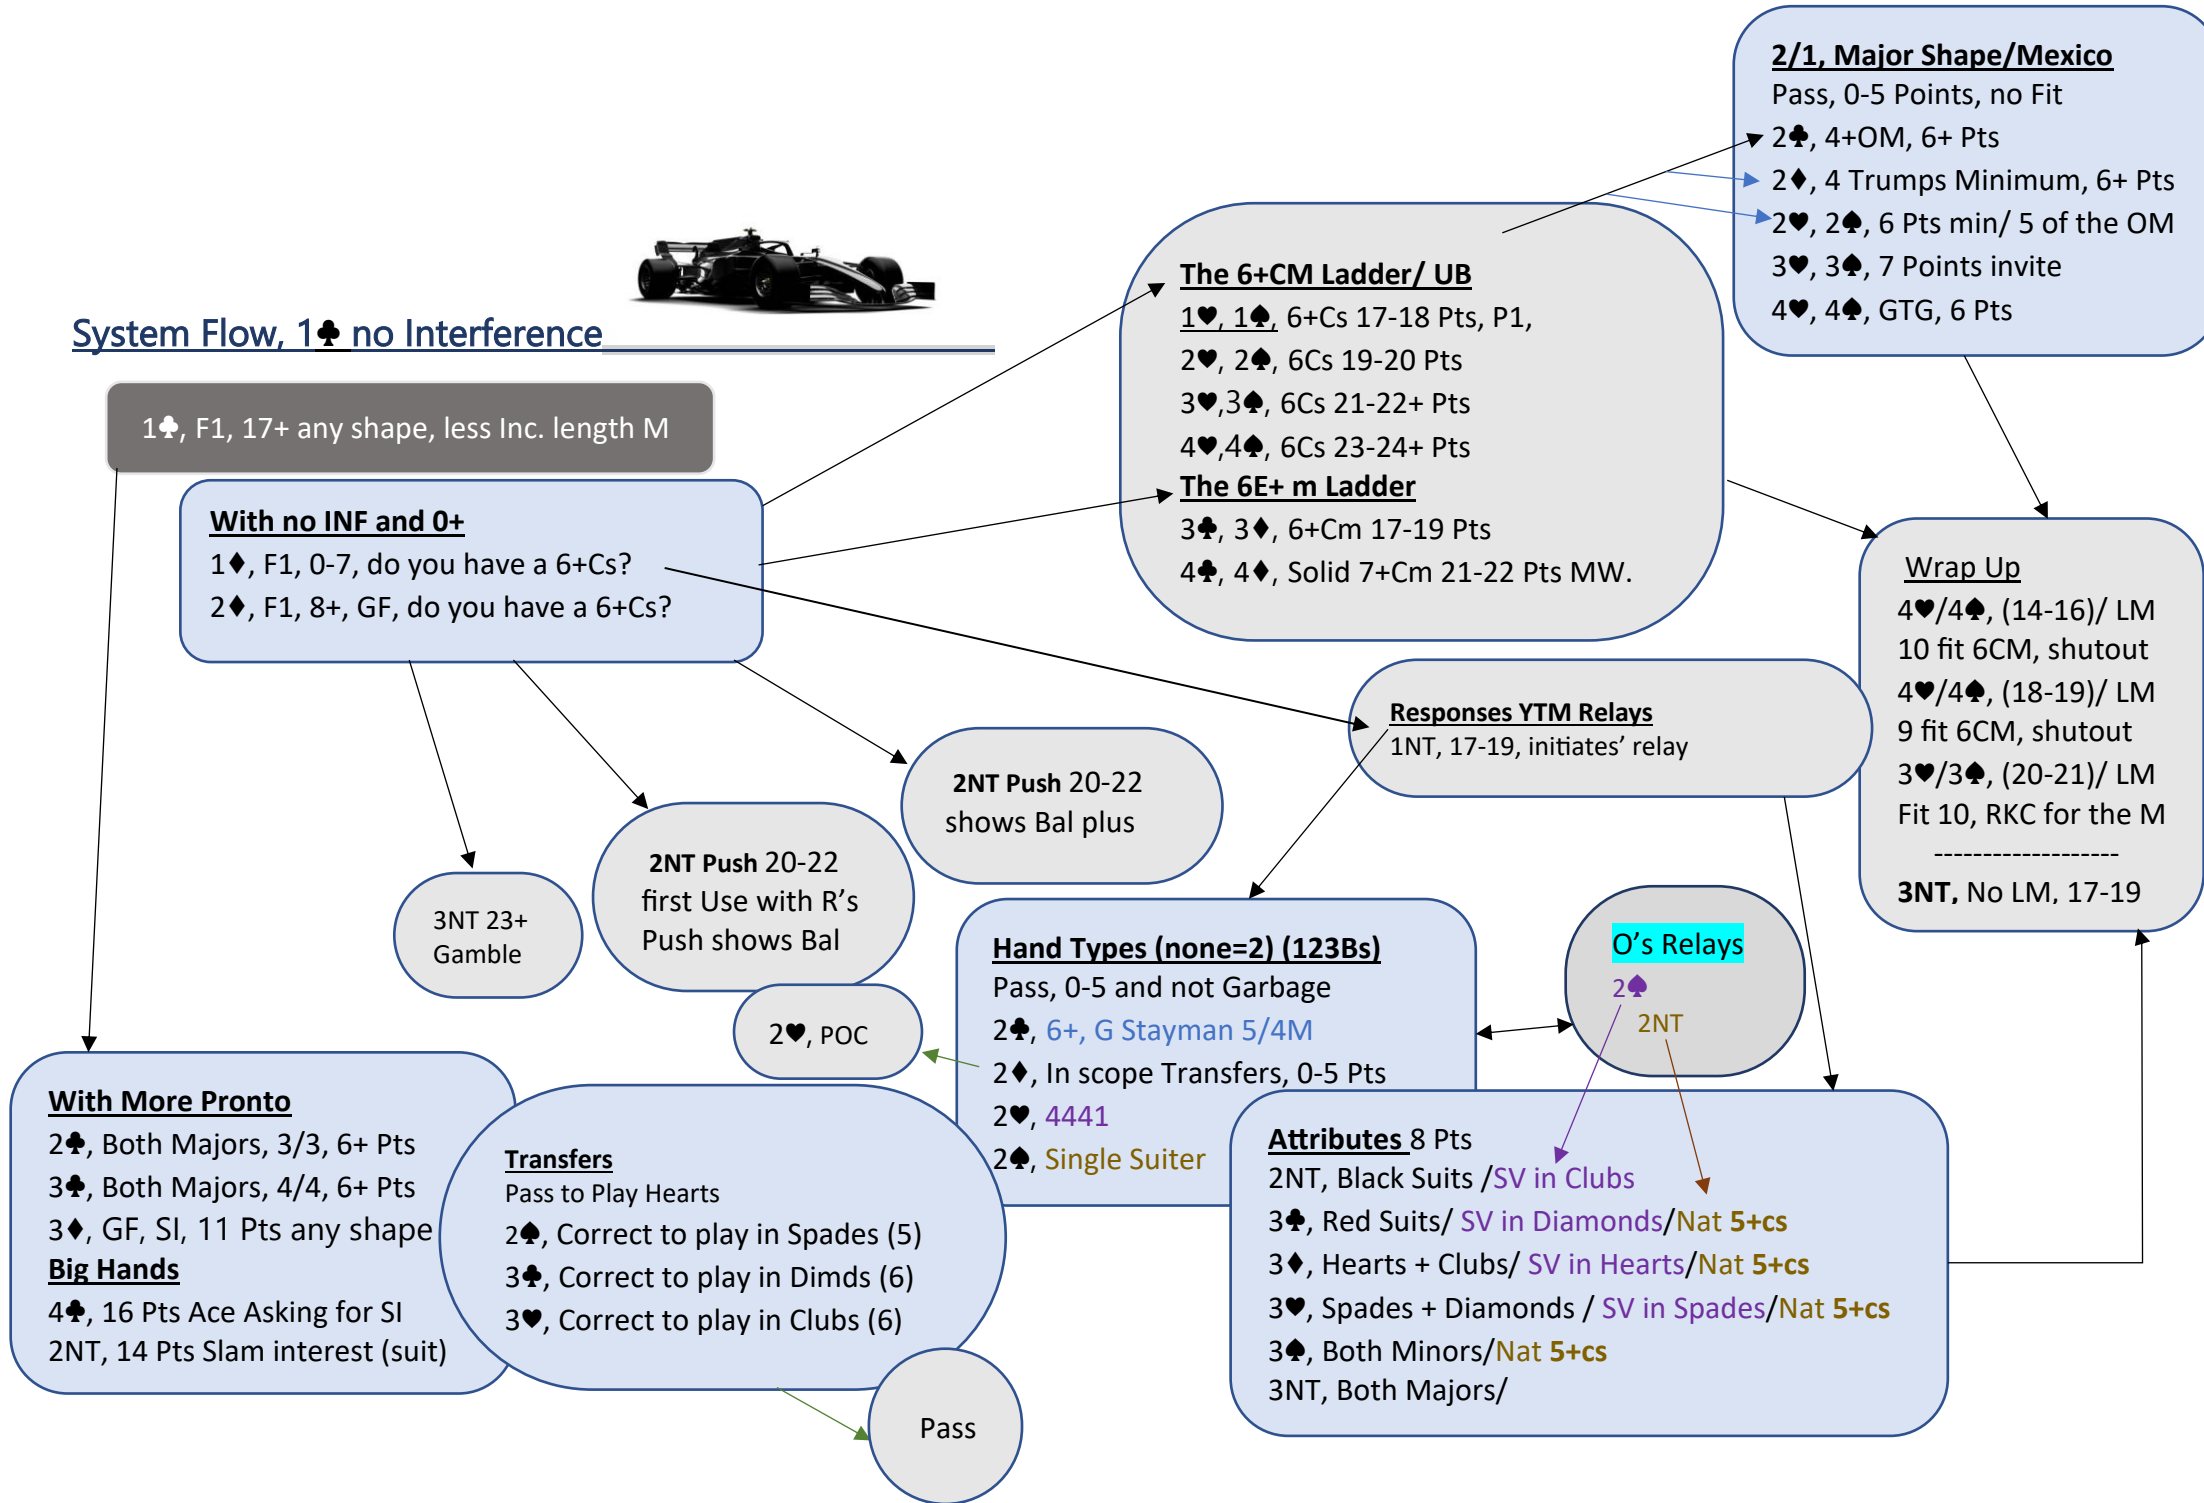 System Flow, 1♣ no Interference
1♣, F1, 17+ any shape, less Inc. length M
With no INF and 0+
1♦, F1, 0-7, do you have a 6+Cs?
2♦, F1, 8+, GF, do you have a 6+Cs?
The 6+CM Ladder/ UB
1♥, 1♠, 6+Cs 17-18 Pts, P1,
2♥, 2♠, 6Cs 19-20 Pts
3♥,3♠, 6Cs 21-22+ Pts
4♥,4♠, 6Cs 23-24+ Pts
The 6E+ m Ladder
3♣, 3♦, 6+Cm 17-19 Pts
4♣, 4♦, Solid 7+Cm 21-22 Pts MW.
2/1, Major Shape/Mexico
Pass, 0-5 Points, no Fit
2♣, 4+OM, 6+ Pts
2♦, 4 Trumps Minimum, 6+ Pts
2♥, 2♠, 6 Pts min/ 5 of the OM
3♥, 3♠, 7 Points invite
4♥, 4♠, GTG, 6 Pts
Wrap Up
4♥/4♠, (14-16)/ LM
10 fit 6CM, shutout
4♥/4♠, (18-19)/ LM
9 fit 6CM, shutout
3♥/3♠, (20-21)/ LM
Fit 10, RKC for the M
-------------------
3NT, No LM, 17-19
Responses YTM Relays
1NT, 17-19, initiates’ relay
2NT Push 20-22
shows Bal plus
2NT Push 20-22
first Use with R’s
Push shows Bal
3NT 23+
Gamble
2♥, POC
Hand Types (none=2) (123Bs)
Pass, 0-5 and not Garbage
2♣, 6+, G Stayman 5/4M
2♦, In scope Transfers, 0-5 Pts
2♥, 4441
2♠, Single Suiter
O’s Relays
2♠
2NT
With More Pronto
2♣, Both Majors, 3/3, 6+ Pts
3♣, Both Majors, 4/4, 6+ Pts
3♦, GF, SI, 11 Pts any shape
Big Hands
4♣, 16 Pts Ace Asking for SI
2NT, 14 Pts Slam interest (suit)
Transfers
Pass to Play Hearts
2♠, Correct to play in Spades (5)
3♣, Correct to play in Dimds (6)
3♥, Correct to play in Clubs (6)
Pass
Attributes 8 Pts
2NT, Black Suits /SV in Clubs
3♣, Red Suits/ SV in Diamonds/Nat 5+cs
3♦, Hearts + Clubs/ SV in Hearts/Nat 5+cs
3♥, Spades + Diamonds / SV in Spades/Nat 5+cs
3♠, Both Minors/Nat 5+cs
3NT, Both Majors/